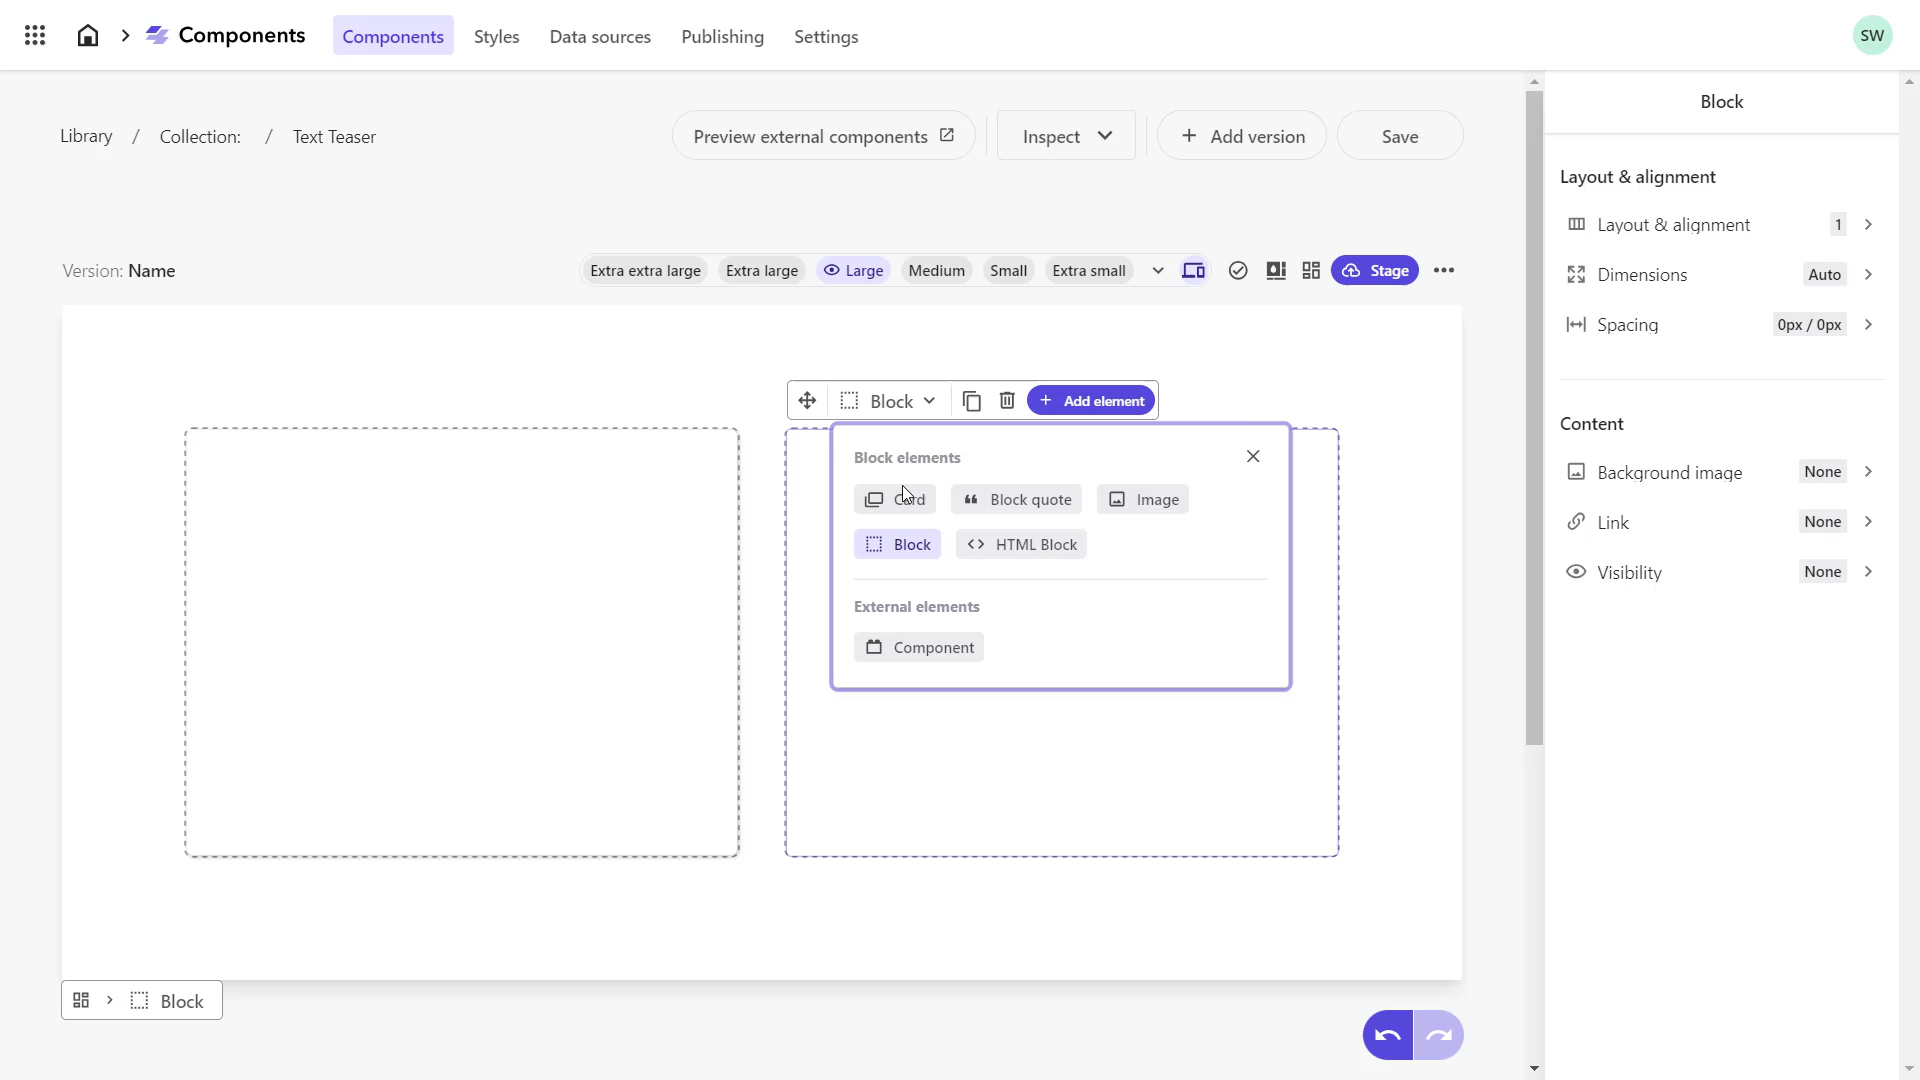 Components
Components
Styles
Data sources
Publishing
Settings
SW
Library / Collection: / Text Teaser
Preview external components
Inspect
Add version
Save
Version: Name
Extra extra large
Extra large
Large
Medium
Small
Extra small
Stage
Block
Add element
Block elements
Block quote
Image
Block
HTML Block
External elements
Component
Block
Block
Layout & alignment
Layout & alignment 1
Dimensions Auto
Spacing 0px / 0px
Content
Background image None
Link None
Visibility None